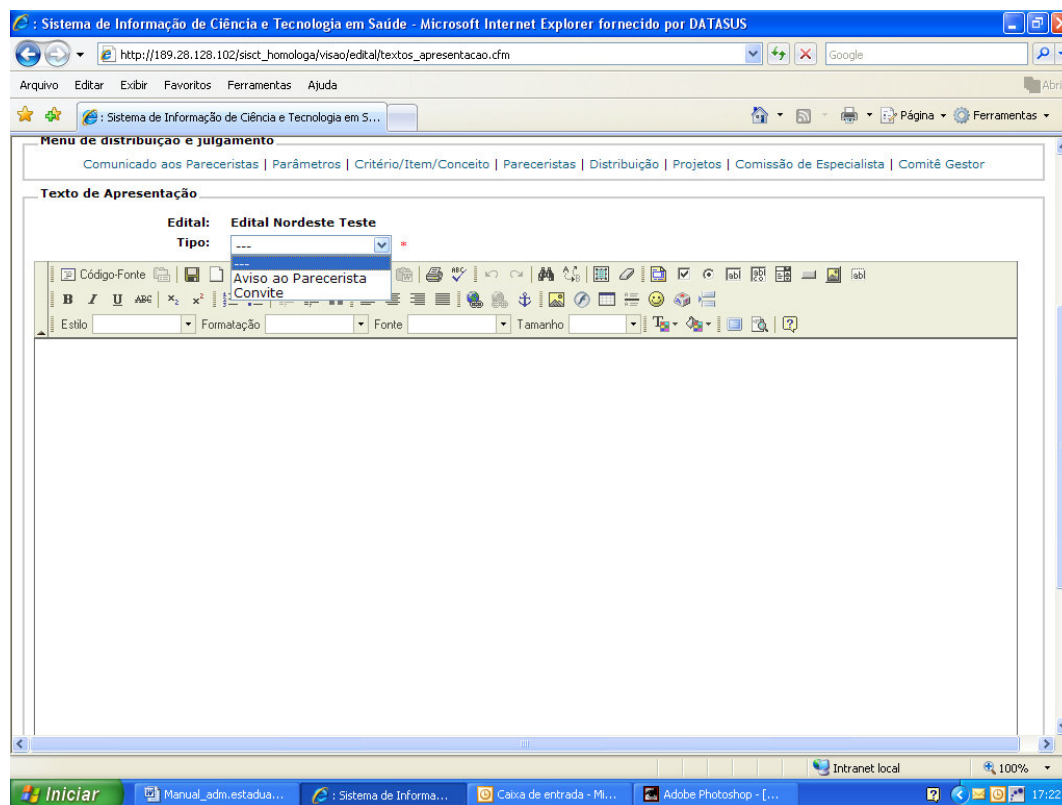 : Sistema de Informação de Ciência e Tecnologia em Saúde - Microsoft Internet Explorer fornecido por DATASUS
http://189.28.128.102/sisct_homologa/visao/edital/textos_apresentacao.cfm
Google
Arquivo Editar Exibir Favoritos Ferramentas Ajuda
Abri
: Sistema de Informação de Ciência e Tecnologia em S...
Página Ferramentas
Menu de distribuição e julgamento
Comunicado aos Pareceristas | Parâmetros | Critério/Item/Conceito | Pareceristas | Distribuição | Projetos | Comissão de Especialista | Comitê Gestor
Texto de Apresentação
Edital: Edital Nordeste Teste
Tipo: --- *
---
Aviso ao Parecerista
Convite
Código-Fonte
B I U ABC x₂ x²
Estilo Formatação Fonte Tamanho
Intranet local 100%
Iniciar Manual_adm.estadua... : Sistema de Informa... Caixa de entrada - Mi... Adobe Photoshop - [... 17:22